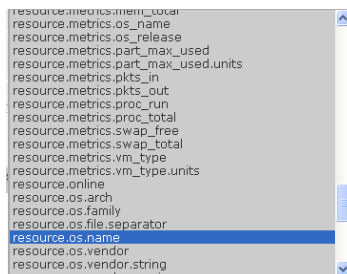 resource.metrics.mem_total
resource.metrics.os_name
resource.metrics.os_release
resource.metrics.part_max_used
resource.metrics.part_max_used.units
resource.metrics.pkts_in
resource.metrics.pkts_out
resource.metrics.proc_run
resource.metrics.proc_total
resource.metrics.swap_free
resource.metrics.swap_total
resource.metrics.vm_type
resource.metrics.vm_type.units
resource.online
resource.os.arch
resource.os.family
resource.os.file.separator
resource.os.name
resource.os.vendor
resource.os.vendor.string